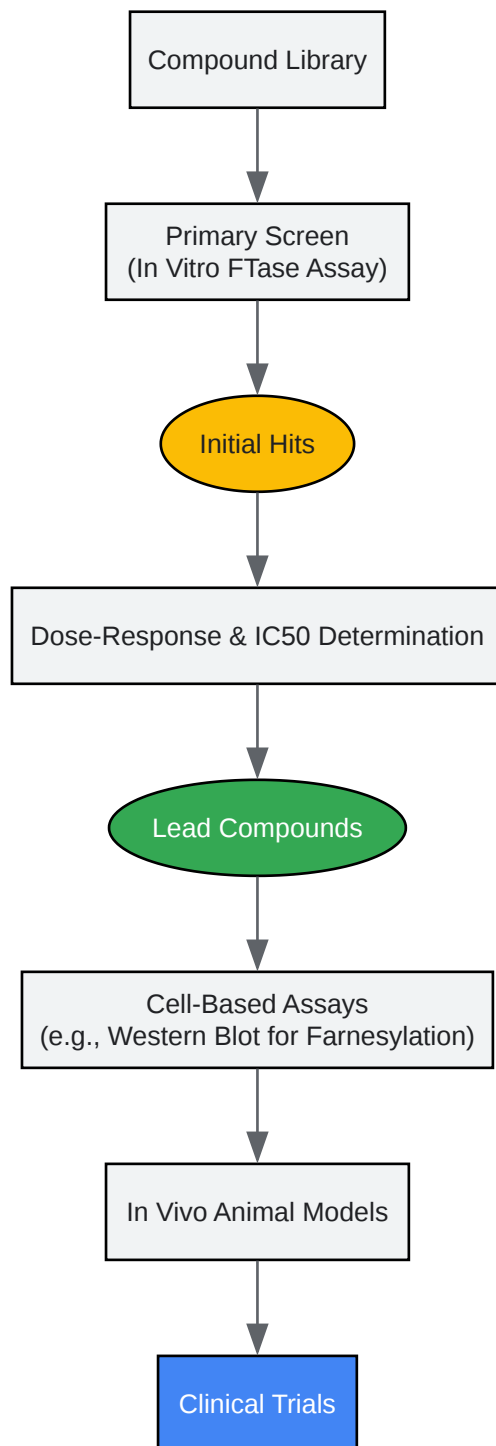 Compound Library
Primary Screen
(In Vitro FTase Assay)
Initial Hits
Dose-Response & IC50 Determination
Lead Compounds
Cell-Based Assays
(e.g., Western Blot for Farnesylation)
In Vivo Animal Models
Clinical Trials